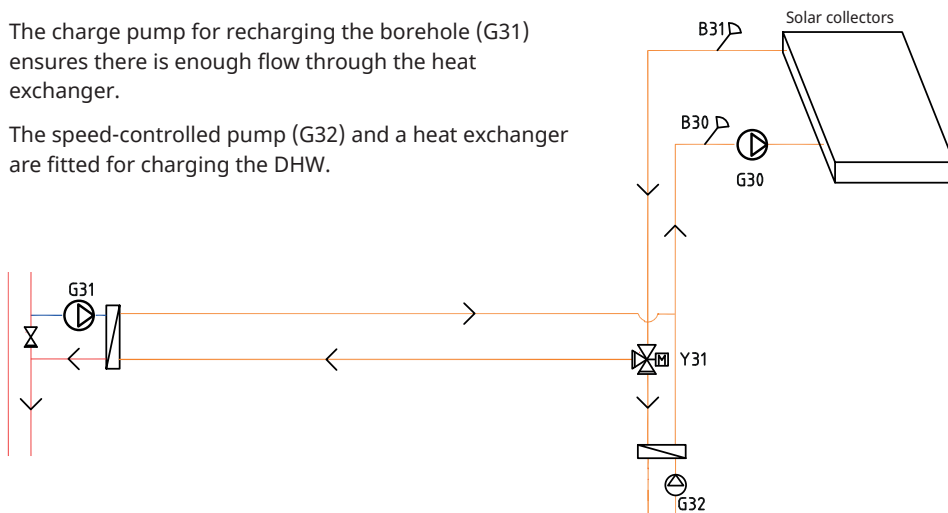 The charge pump for recharging the borehole (G31)
ensures there is enough flow through the heat
exchanger.
The speed-controlled pump (G32) and a heat exchanger
are fitted for charging the DHW.
Solar collectors
B31
B30
G30
G31
M
Y31
G32